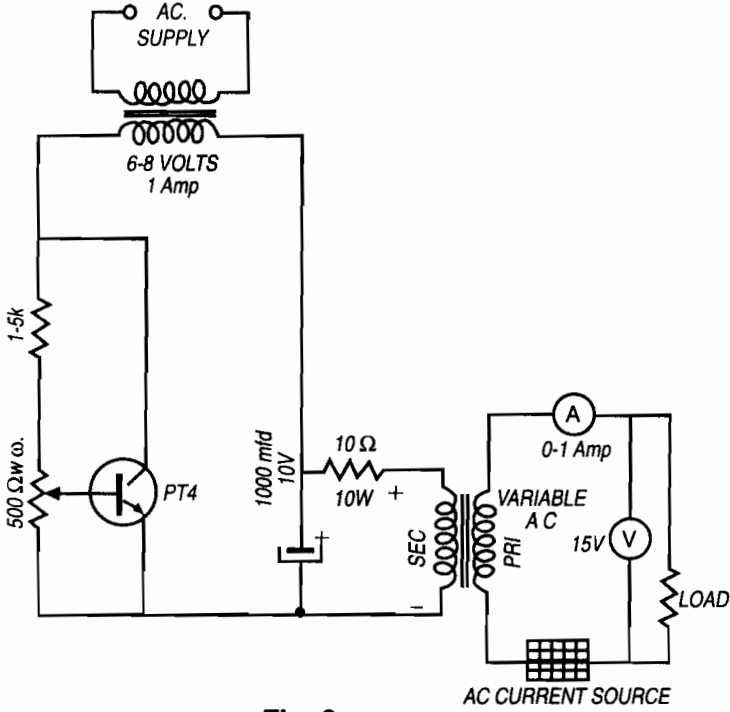 AC.
SUPPLY
6-8 VOLTS
1 Amp
1-5k
500 Ωw ω.
PT4
1000 mfd
10V
+
10 Ω
10W
+
-
SEC
PRI
VARIABLE
A C
A
0-1 Amp
15V
V
LOAD
AC CURRENT SOURCE